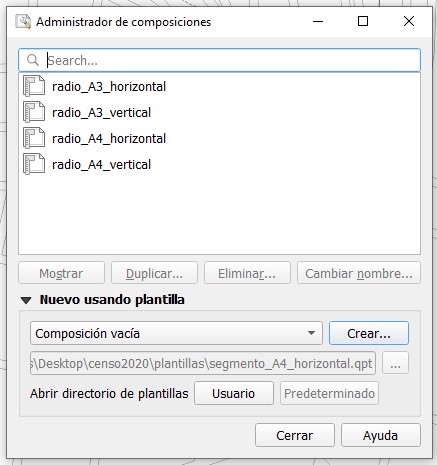 Administrador de composiciones
Search...
radio_A3_horizontal
radio_A3_vertical
radio_A4_horizontal
radio_A4_vertical
Mostrar Duplicar... Eliminar... Cambiar nombre...
Nuevo usando plantilla
Composición vacía Crear...
s\Desktop\censo2020\plantillas\segmento_A4_horizontal.qpt ...
Abrir directorio de plantillas Usuario Predeterminado
Cerrar Ayuda